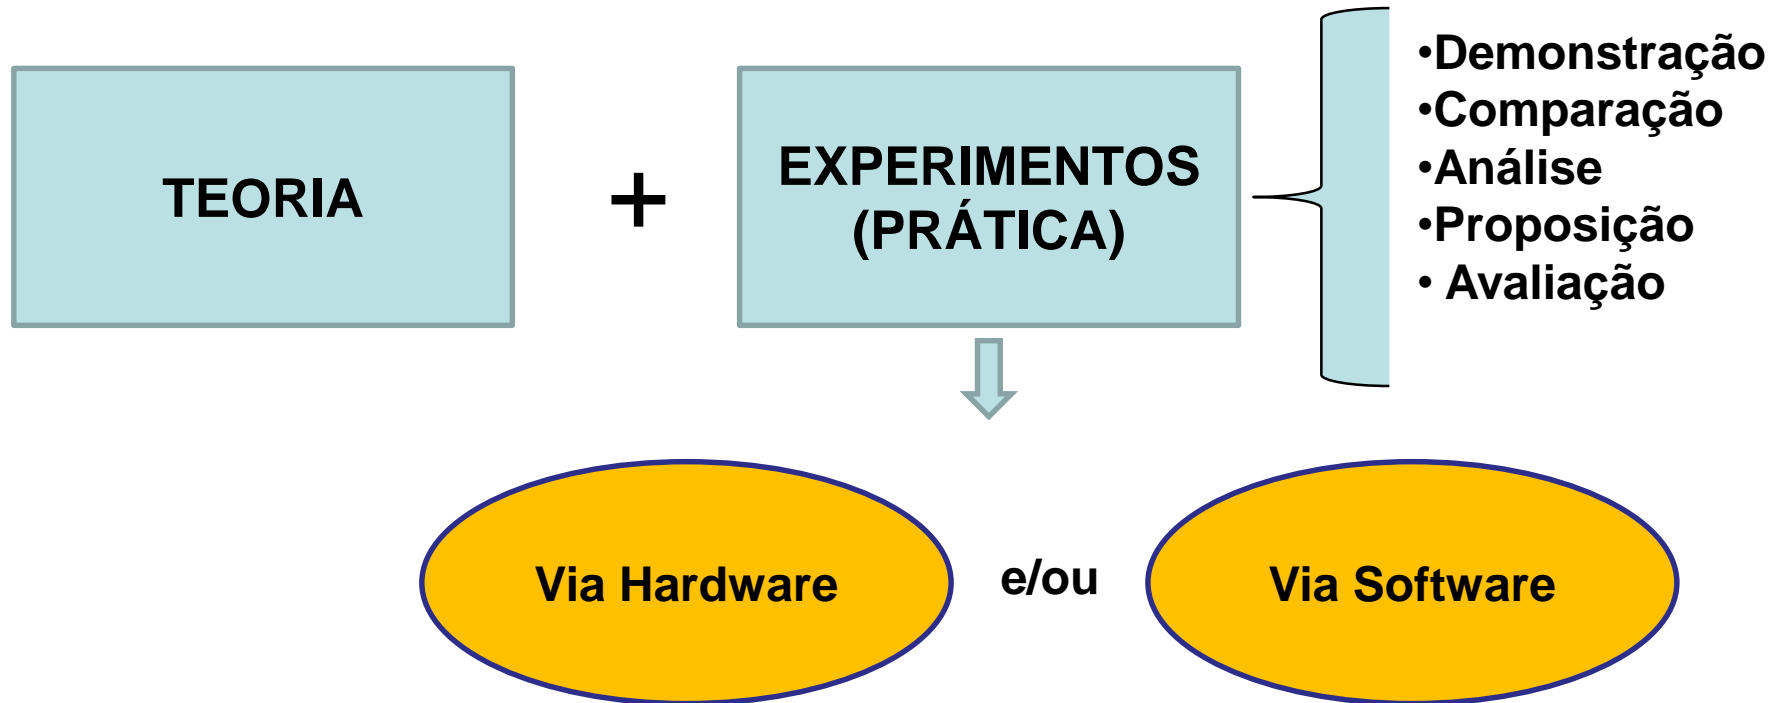 TEORIA
+
EXPERIMENTOS
(PRÁTICA)
•Demonstração
•Comparação
•Análise
•Proposição
• Avaliação
Via Hardware
e/ou
Via Software